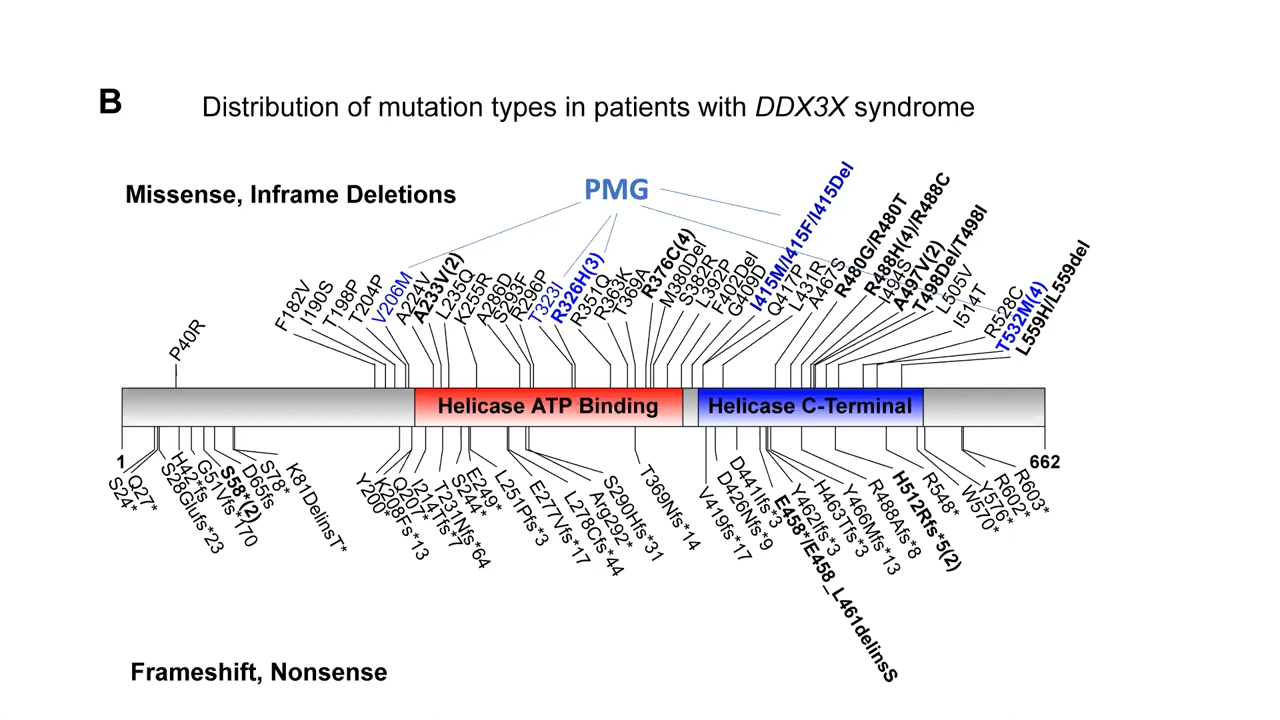 B
Distribution of mutation types in patients with DDX3X syndrome
Missense, Inframe Deletions
PMG
P40R
F182V
I190S
T198P
T204P
V206M
A224V
A233V(2)
L235Q
K255R
A286D
S293F
R296P
T323I
R326H(3)
R351Q
R363K
T369A
R376C(4)
M380Del
S382R
L392P
F402Del
G409D
I415M/I415F/I415Del
Q417P
L431R
A467S
R480G/R480T
R488H(4)/R488C
I494S
A497V(2)
T498Del/T498I
L505V
I514T
R528C
T532M(4)
L559H/L559del
Helicase ATP Binding
Helicase C-Terminal
1
662
S24*
Q27*
S28Glufs*23
H42*fs
G51Vfs*170
S58*(2)
D65fs
S78*
K81DelinsT*
Y200*
K208Fs*13
Q207*
I214Tfs*7
T231Nfs*64
S244*
E249*
L251Pfs*3
E277Vfs*17
L278Cfs*44
Arg292*
S290Hfs*31
T369Nfs*14
V419fs*17
D426Nfs*9
D441Ifs*3
E458*/E458_L461delinsS
Y462Ifs*3
H463Tfs*3
Y466Mfs*13
R488Afs*8
H512Rfs*5(2)
R548*
W570*
Y576*
R602*
R603*
Frameshift, Nonsense